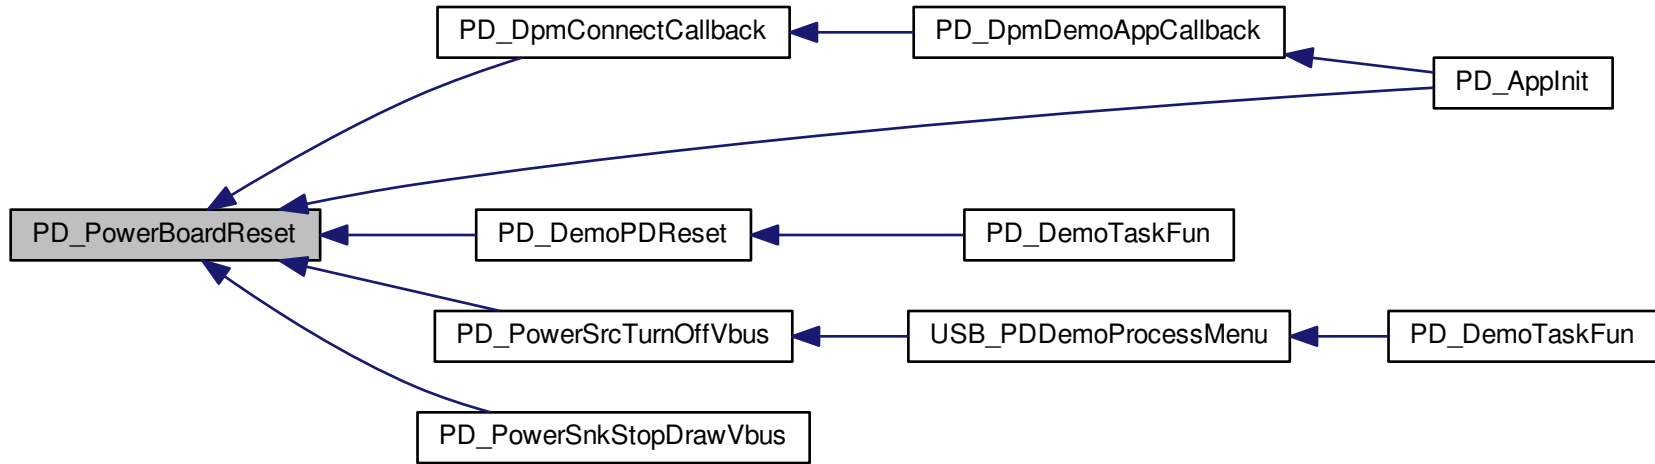 PD_DpmConnectCallback
PD_DpmDemoAppCallback
PD_AppInit
PD_PowerBoardReset
PD_DemoPDReset
PD_DemoTaskFun
PD_PowerSrcTurnOffVbus
USB_PDDemoProcessMenu
PD_DemoTaskFun
PD_PowerSnkStopDrawVbus